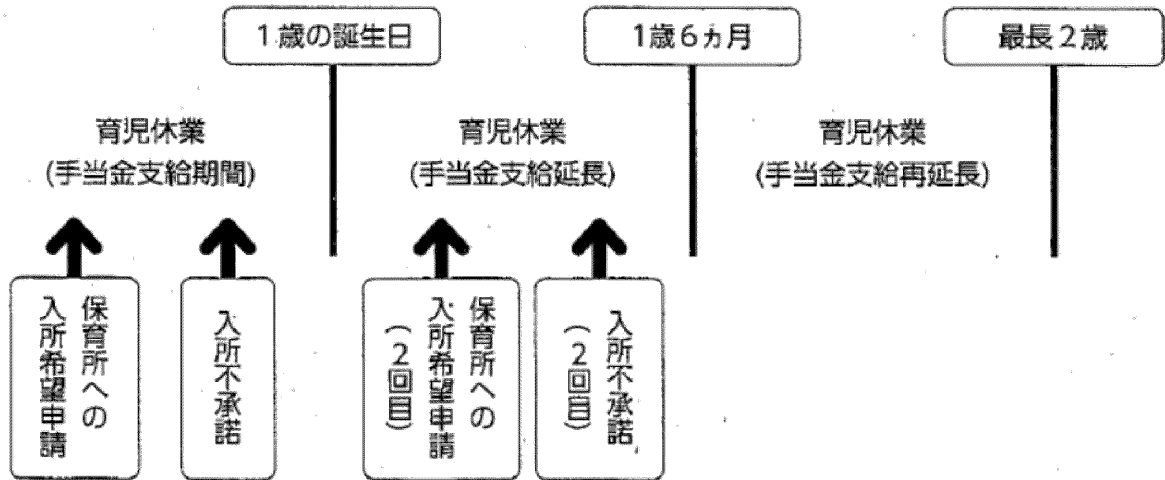 1歳の誕生日
1歳6ヵ月
最長2歳
育児休業
(手当金支給期間)
育児休業
(手当金支給延長)
育児休業
(手当金支給再延長)
保育所への
入所希望申請
入所不承諾
保育所への
入所希望申請
(2回目)
入所不承諾
(2回目)